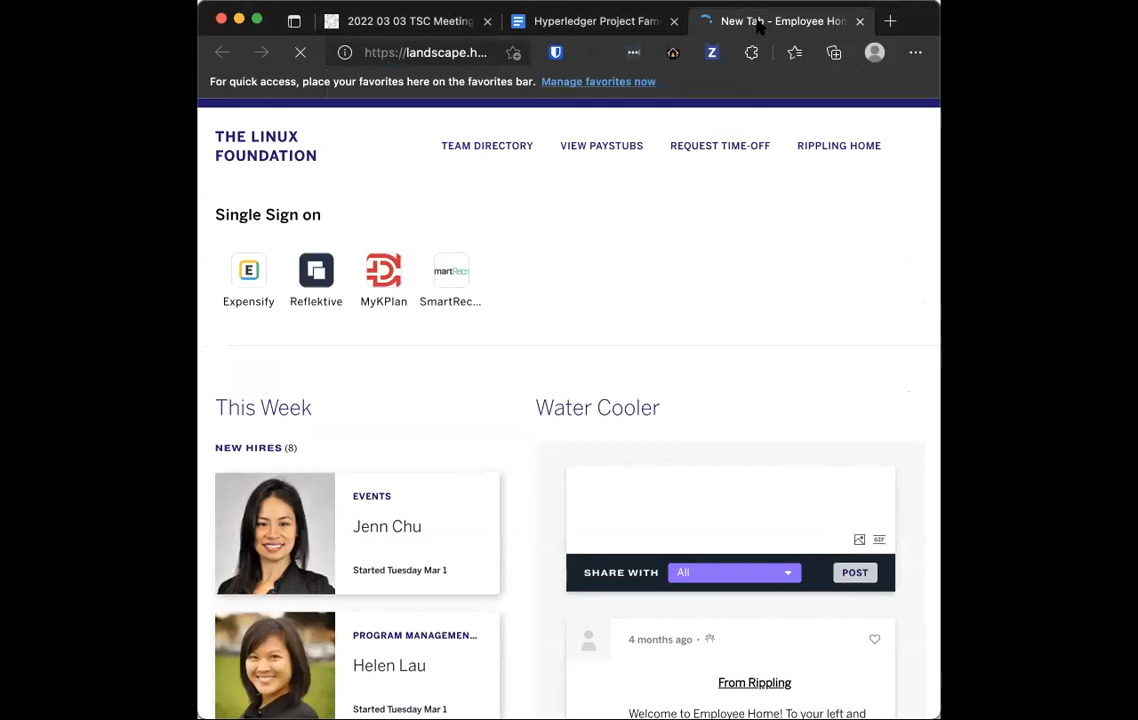 2022 03 03 TSC Meeting
Hyperledger Project Fam
New Tab - Employee Hon
https://landscape.h...
Z
For quick access, place your favorites here on the favorites bar. Manage favorites now
THE LINUX
FOUNDATION
TEAM DIRECTORY
VIEW PAYSTUBS
REQUEST TIME-OFF
RIPPLING HOME
Single Sign on
E
martRecr
Expensify
Reflektive
MyKPlan
SmartRec...
This Week
NEW HIRES (8)
EVENTS
Jenn Chu
Started Tuesday Mar 1
PROGRAM MANAGEMEN...
Helen Lau
Started Tuesday Mar 1
Water Cooler
GIF
SHARE WITH
All
POST
4 months ago
From Rippling
Welcome to Employee Home! To your left and